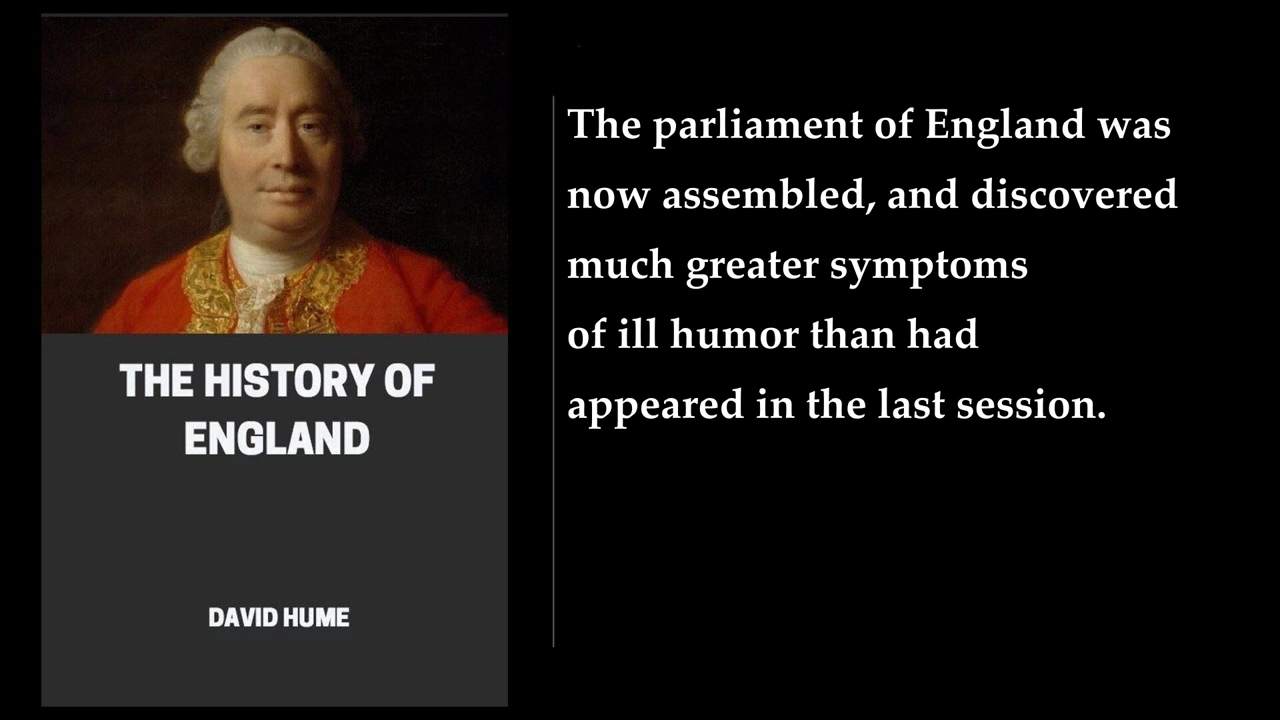 THE HISTORY OF
ENGLAND
DAVID HUME
The parliament of England was
now assembled, and discovered
much greater symptoms
of ill humor than had
appeared in the last session.